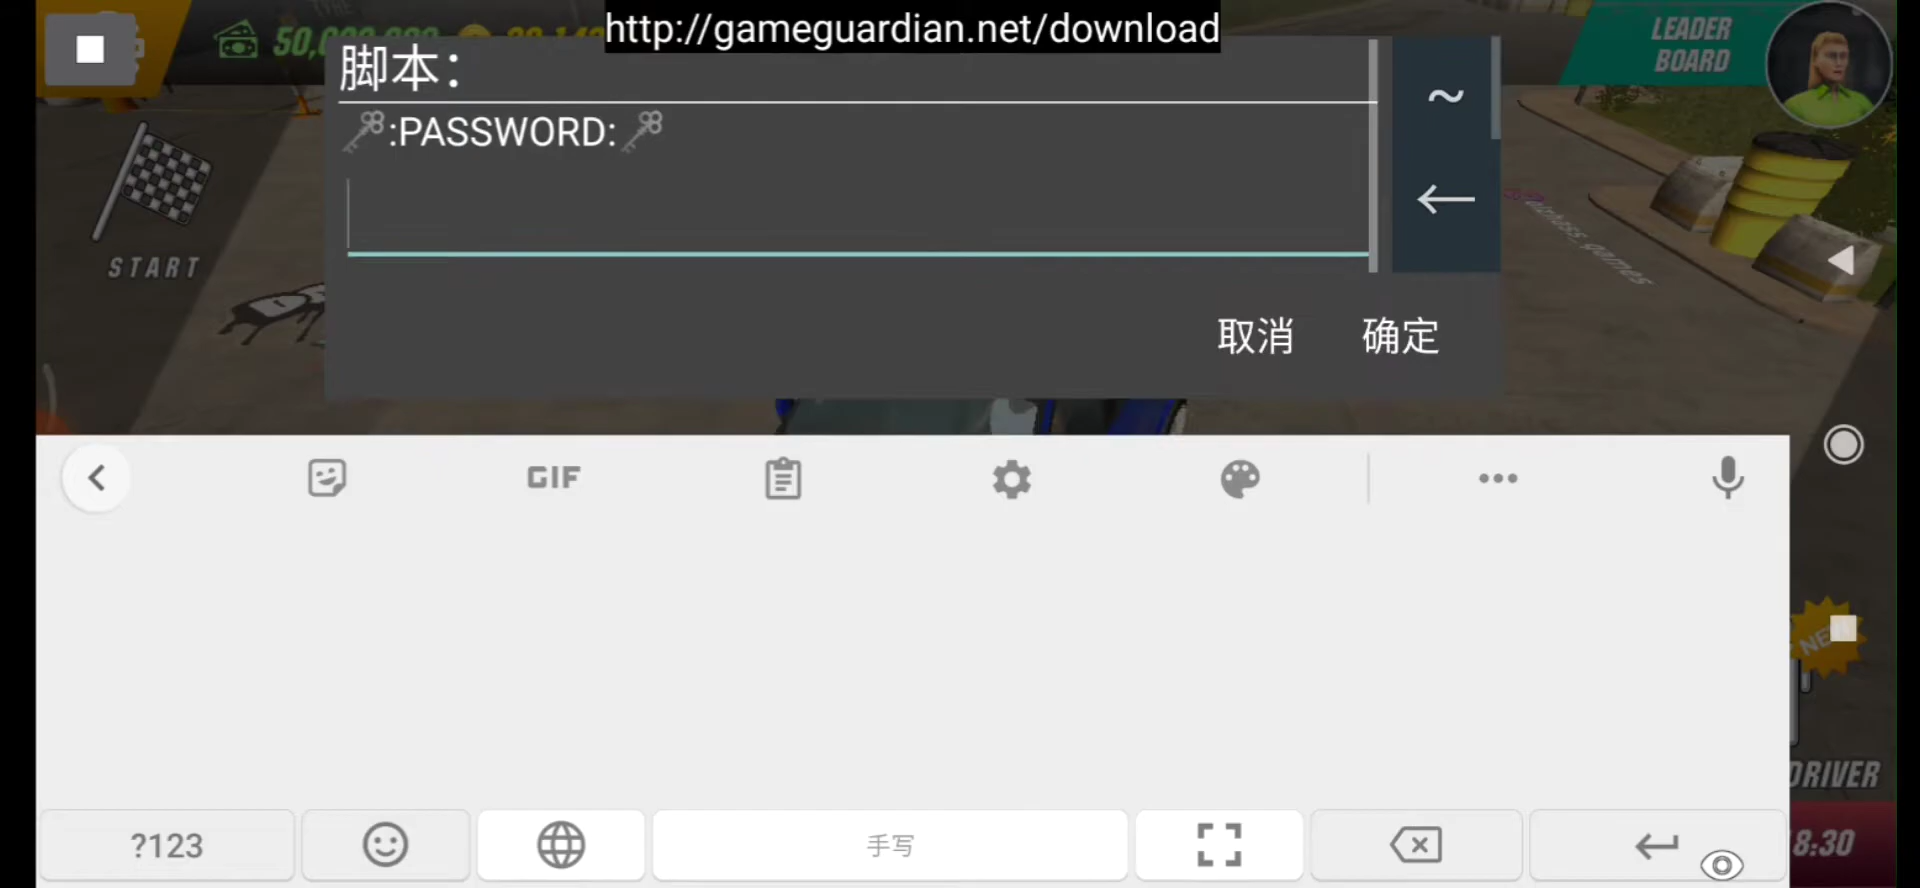 http://gameguardian.net/download
LEADER
BOARD
脚本：
:PASSWORD:
START
取消 确定
GIF
NEW
DRIVER
?123
手写
8:30